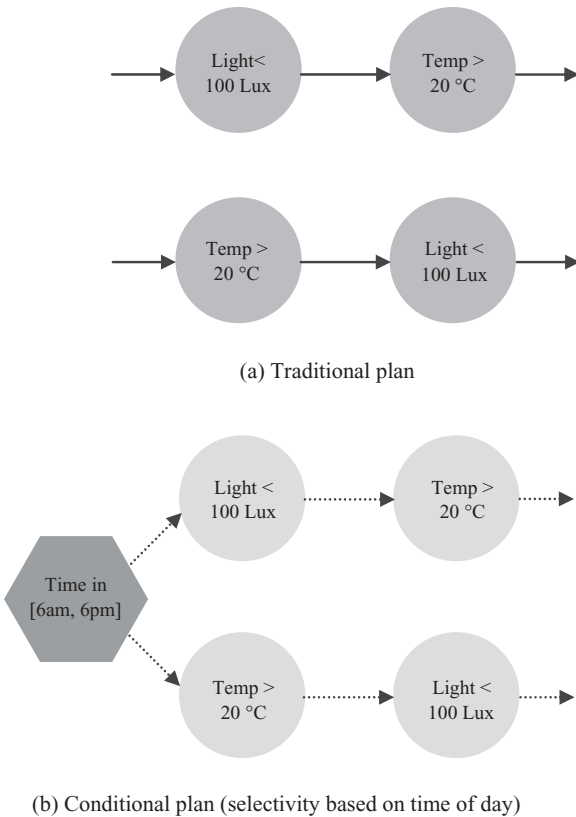 Light<
100 Lux
Temp >
20 °C
Temp >
20 °C
Light <
100 Lux
(a) Traditional plan
Light <
100 Lux
Temp >
20 °C
Time in
[6am, 6pm]
Temp >
20 °C
Light <
100 Lux
(b) Conditional plan (selectivity based on time of day)